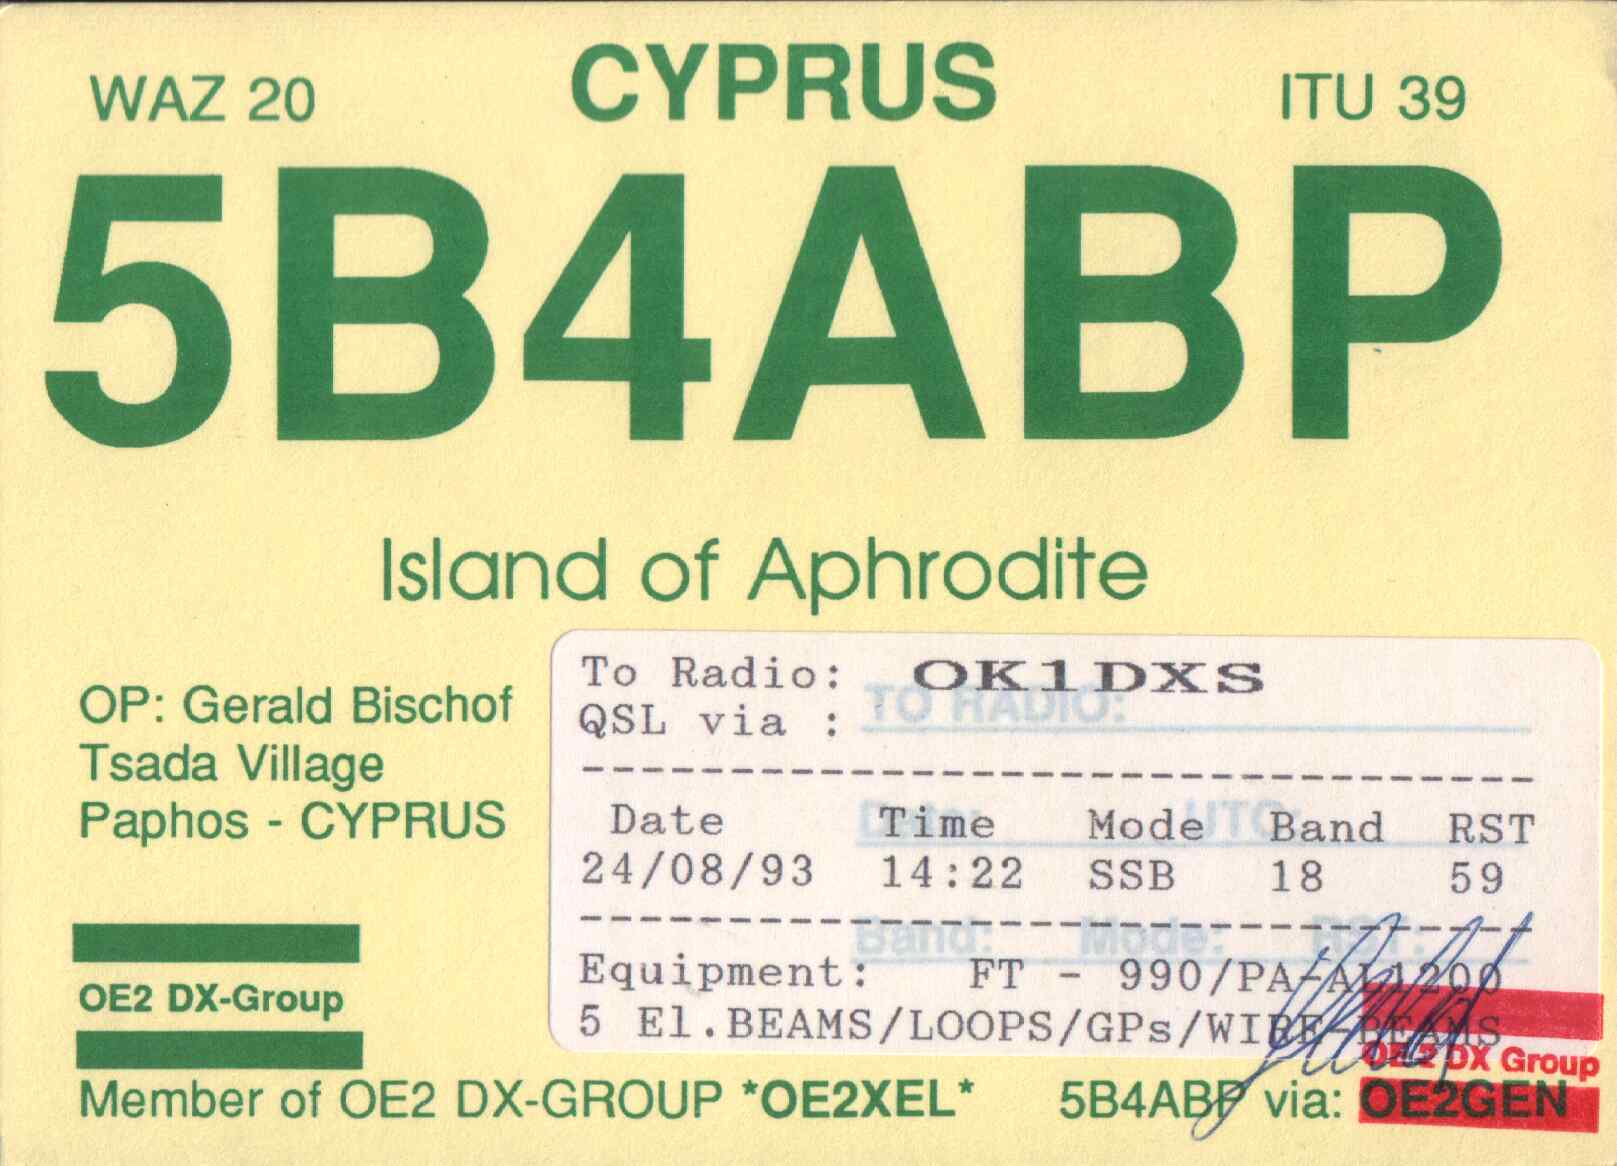 WAZ 20 CYPRUS ITU 39
5B4ABP
Island of Aphrodite
OP: Gerald Bischof
Tsada Village
Paphos - CYPRUS
To Radio: OK1DXS
TO RADIO:
QSL via :
Date: UTC:
Date Time Mode Band RST
24/08/93 14:22 SSB 18 59
Band: Mode: RST:
Equipment: FT - 990/PA-AL1200
5 El.BEAMS/LOOPS/GPs/WIRE-BEAMS
OE2 DX-Group
OE2 DX Group
Member of OE2 DX-GROUP *OE2XEL* 5B4ABP via: OE2GEN